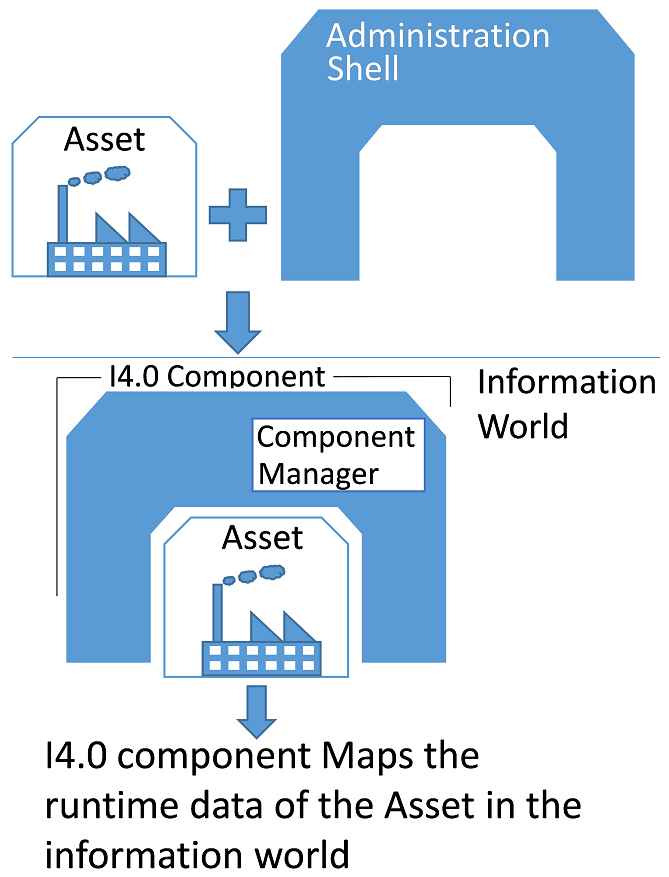 Administration
Shell
Asset
I4.0 Component
Information
World
Component
Manager
Asset
I4.0 component Maps the
runtime data of the Asset in the
information world